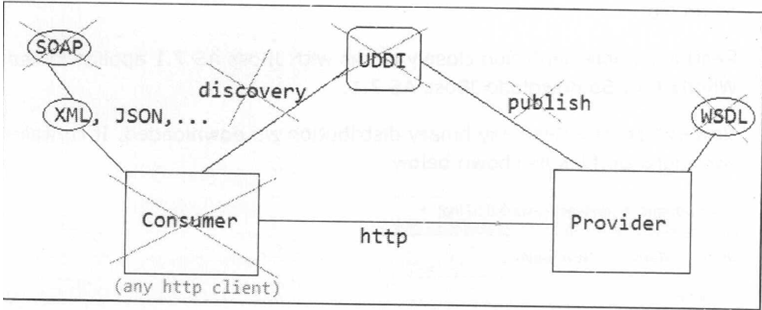 SOAP
UDDI
discovery
XML, JSON,...
publish
WSDL
Consumer
Provider
http
(any http client)